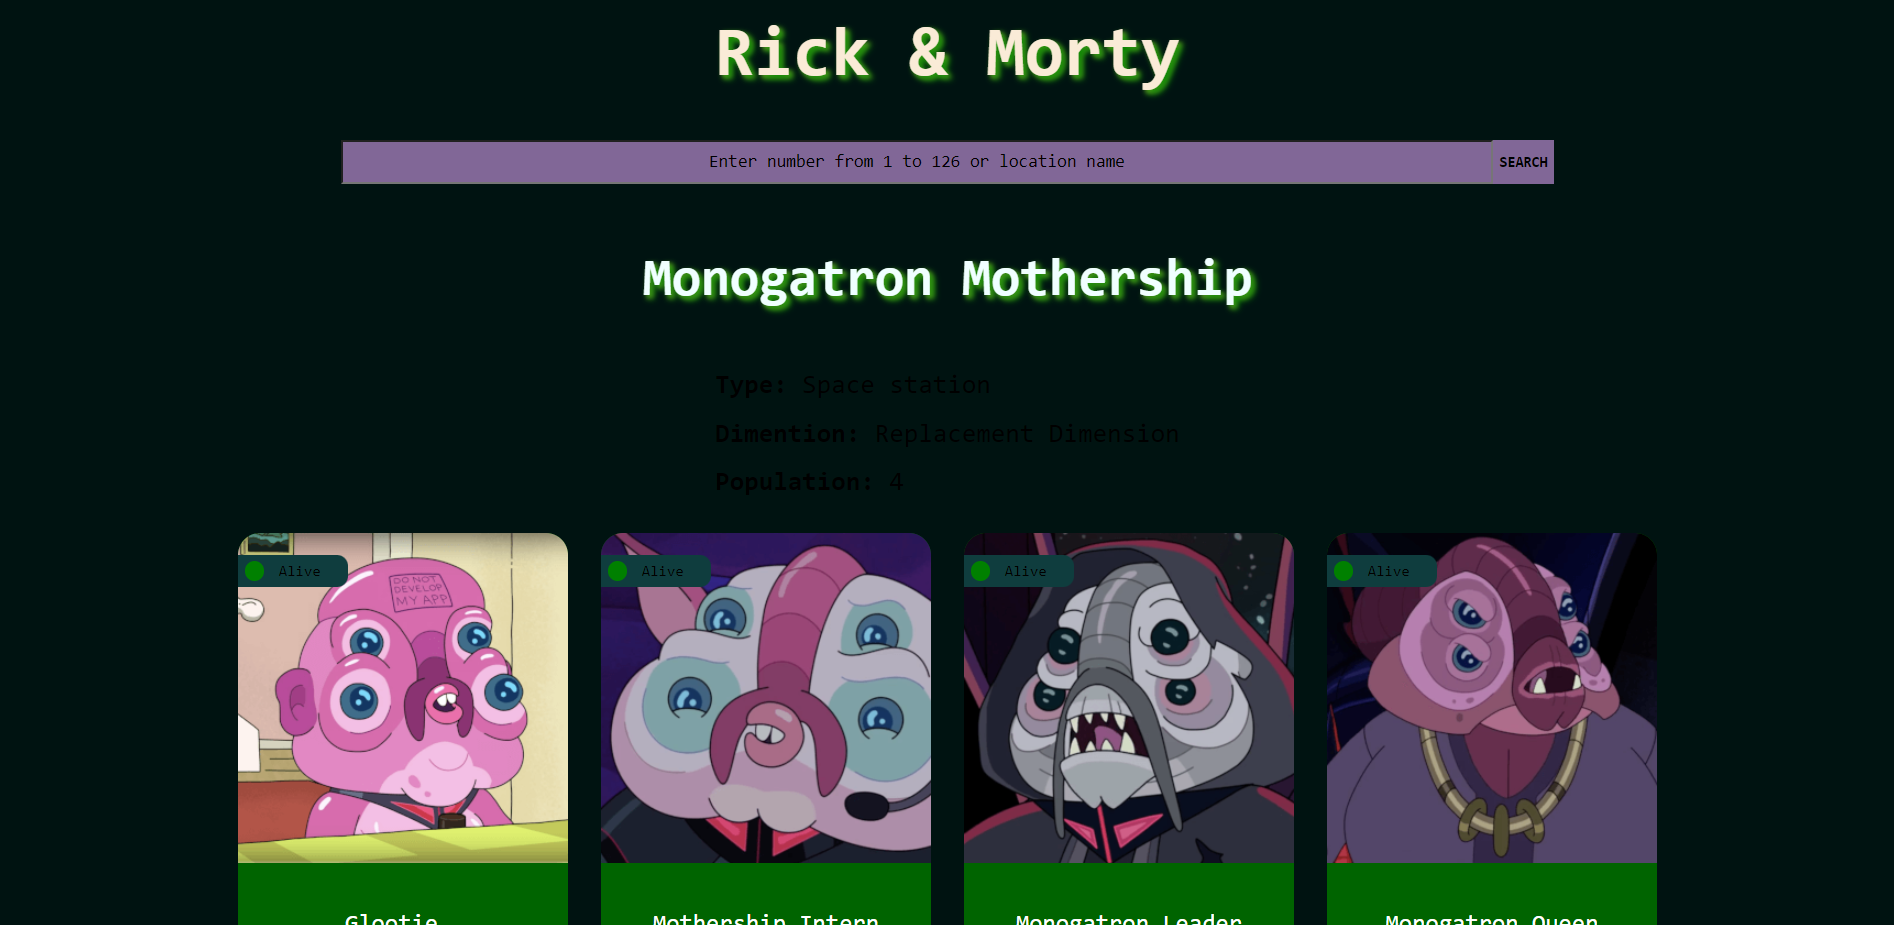 Rick & Morty
Enter number from 1 to 126 or location name
SEARCH
Monogatron Mothership
Type: Space station
Dimention: Replacement Dimension
Population: 4
Alive
Alive
Alive
Alive
DO NOT
DEVELOP
MY APP
Glootie
Mothership Intern
Monogatron Leader
Monogatron Queen